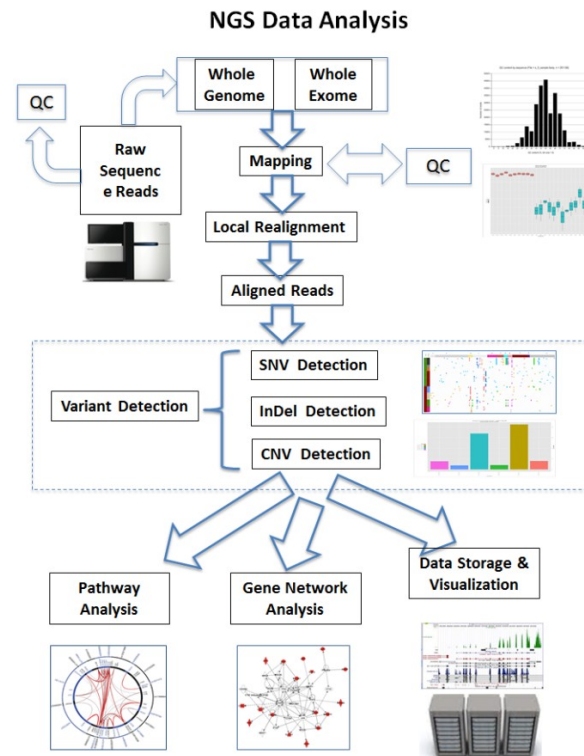 NGS Data Analysis
Whole
Genome
Whole
Exome
QC
Raw
Sequenc
e Reads
Mapping
QC
Local Realignment
Aligned Reads
Variant Detection
SNV Detection
InDel Detection
CNV Detection
Pathway
Analysis
Gene Network
Analysis
Data Storage &
Visualization